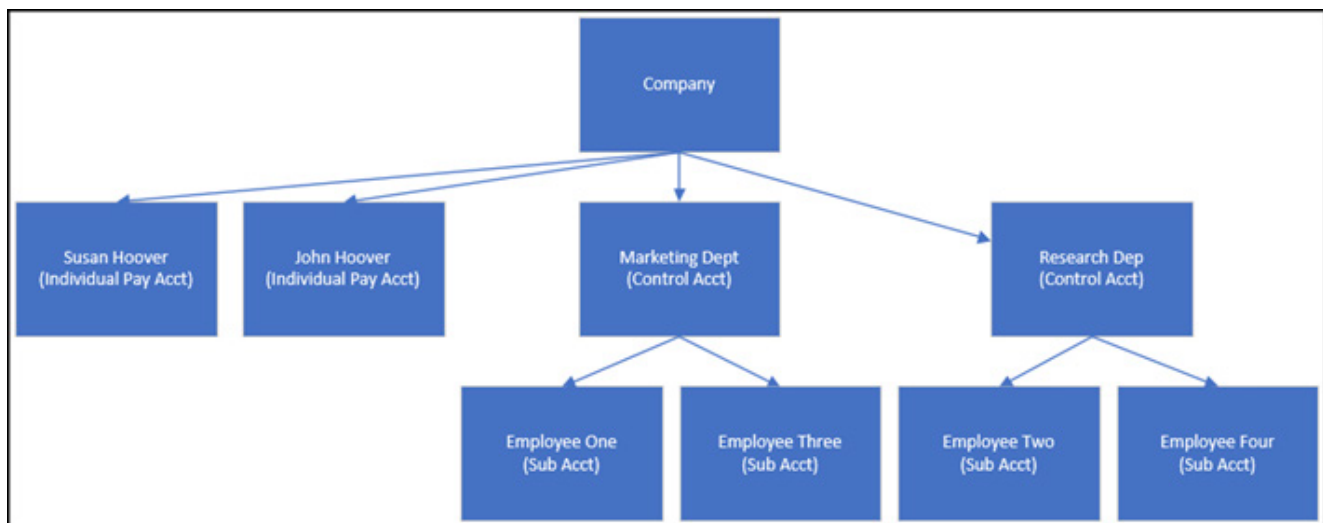 Company
Susan Hoover
(Individual Pay Acct)
John Hoover
(Individual Pay Acct)
Marketing Dept
(Control Acct)
Research Dep
(Control Acct)
Employee One
(Sub Acct)
Employee Three
(Sub Acct)
Employee Two
(Sub Acct)
Employee Four
(Sub Acct)